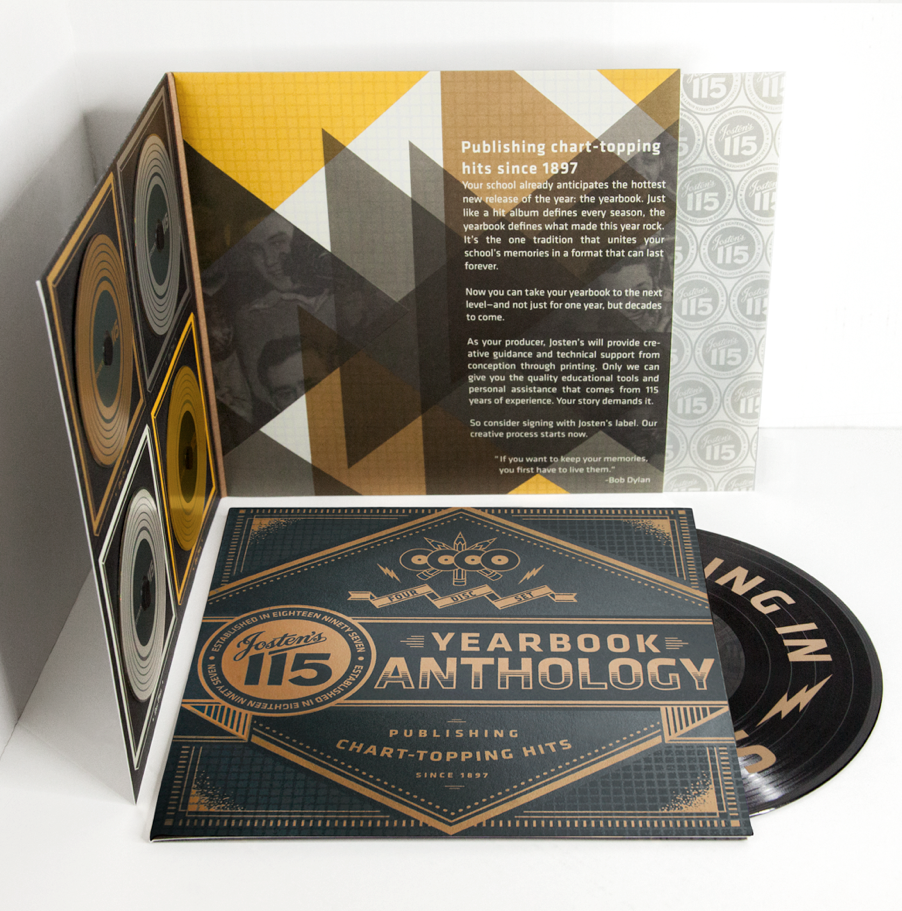 Publishing chart-topping
hits since 1897
Your school already anticipates the hottest
new release of the year: the yearbook. Just
like a hit album defines every season, the
yearbook defines what made this year rock.
It's the one tradition that unites your
school's memories in a format that can last
forever.
Now you can take your yearbook to the next
level—and not just for one year, but decades
to come.
As your producer, Josten's will provide cre-
ative guidance and technical support from
conception through printing. Only we can
give you the quality educational tools and
personal assistance that comes from 115
years of experience. Your story demands it.
So consider signing with Josten's label. Our
creative process starts now.
"If you want to keep your memories,
you first have to live them."
-Bob Dylan
Josten's
115
FOUR DISC SET
ESTABLISHED IN EIGHTEEN NINETY SEVEN
ESTABLISHED IN EIGHTEEN NINETY SEVEN
Josten's
115
YEARBOOK
ANTHOLOGY
PUBLISHING
CHART-TOPPING HITS
SINCE 1897
ING IN